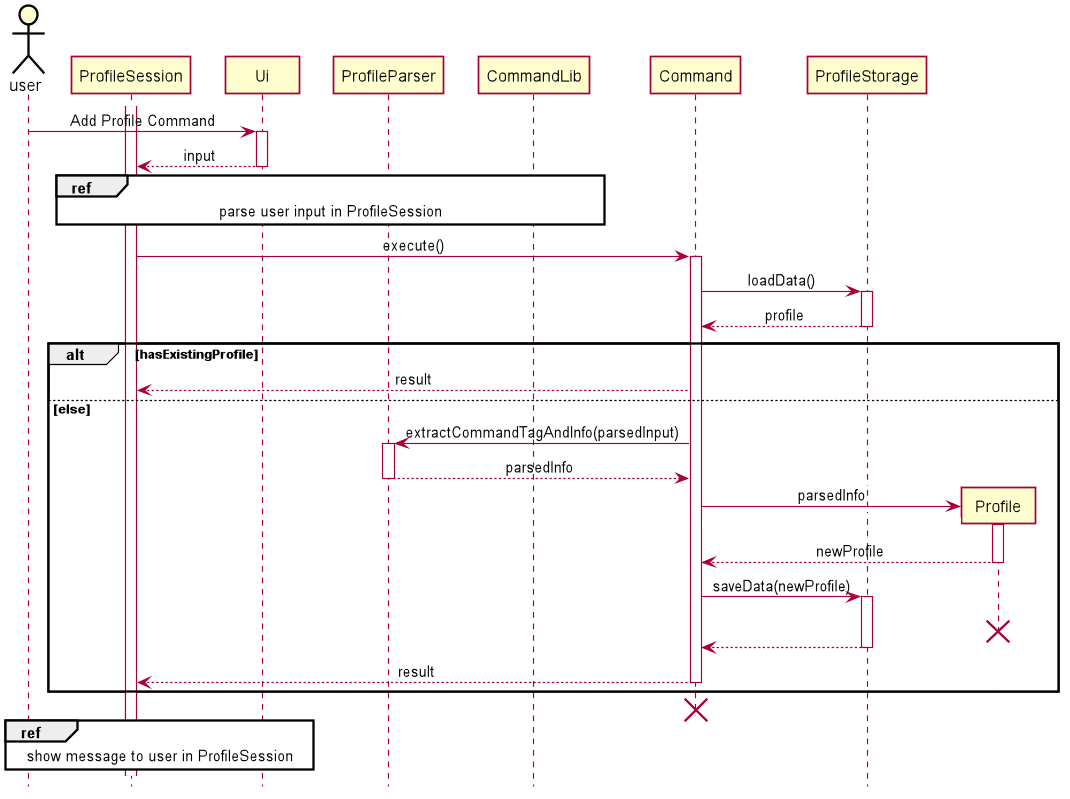 user
ProfileSession
Ui
ProfileParser
CommandLib
Command
ProfileStorage
Add Profile Command
input
ref
parse user input in ProfileSession
execute()
loadData()
profile
alt
[hasExistingProfile]
result
[else]
extractCommandTagAndInfo(parsedInput)
parsedInfo
parsedInfo
Profile
newProfile
saveData(newProfile)
result
ref
show message to user in ProfileSession